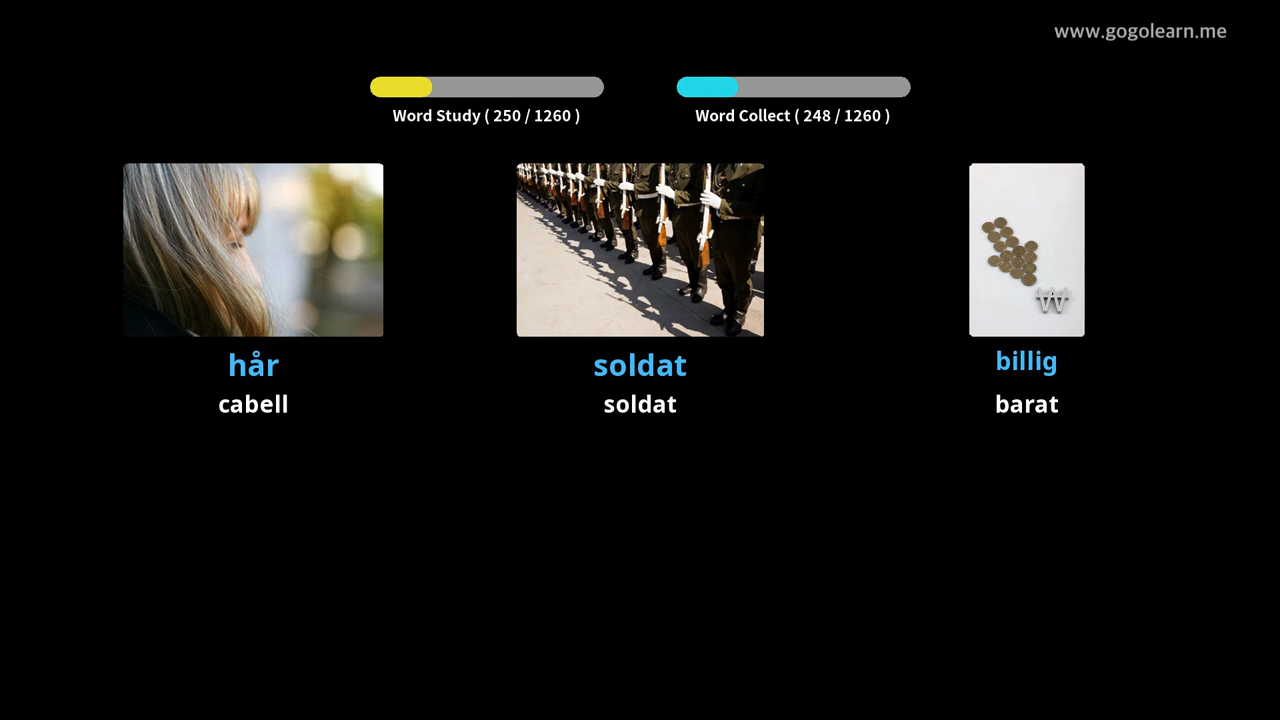 www.gogolearn.me
Word Study ( 250 / 1260 )
Word Collect ( 248 / 1260 )
hår
soldat
billig
cabell
soldat
barat
₩